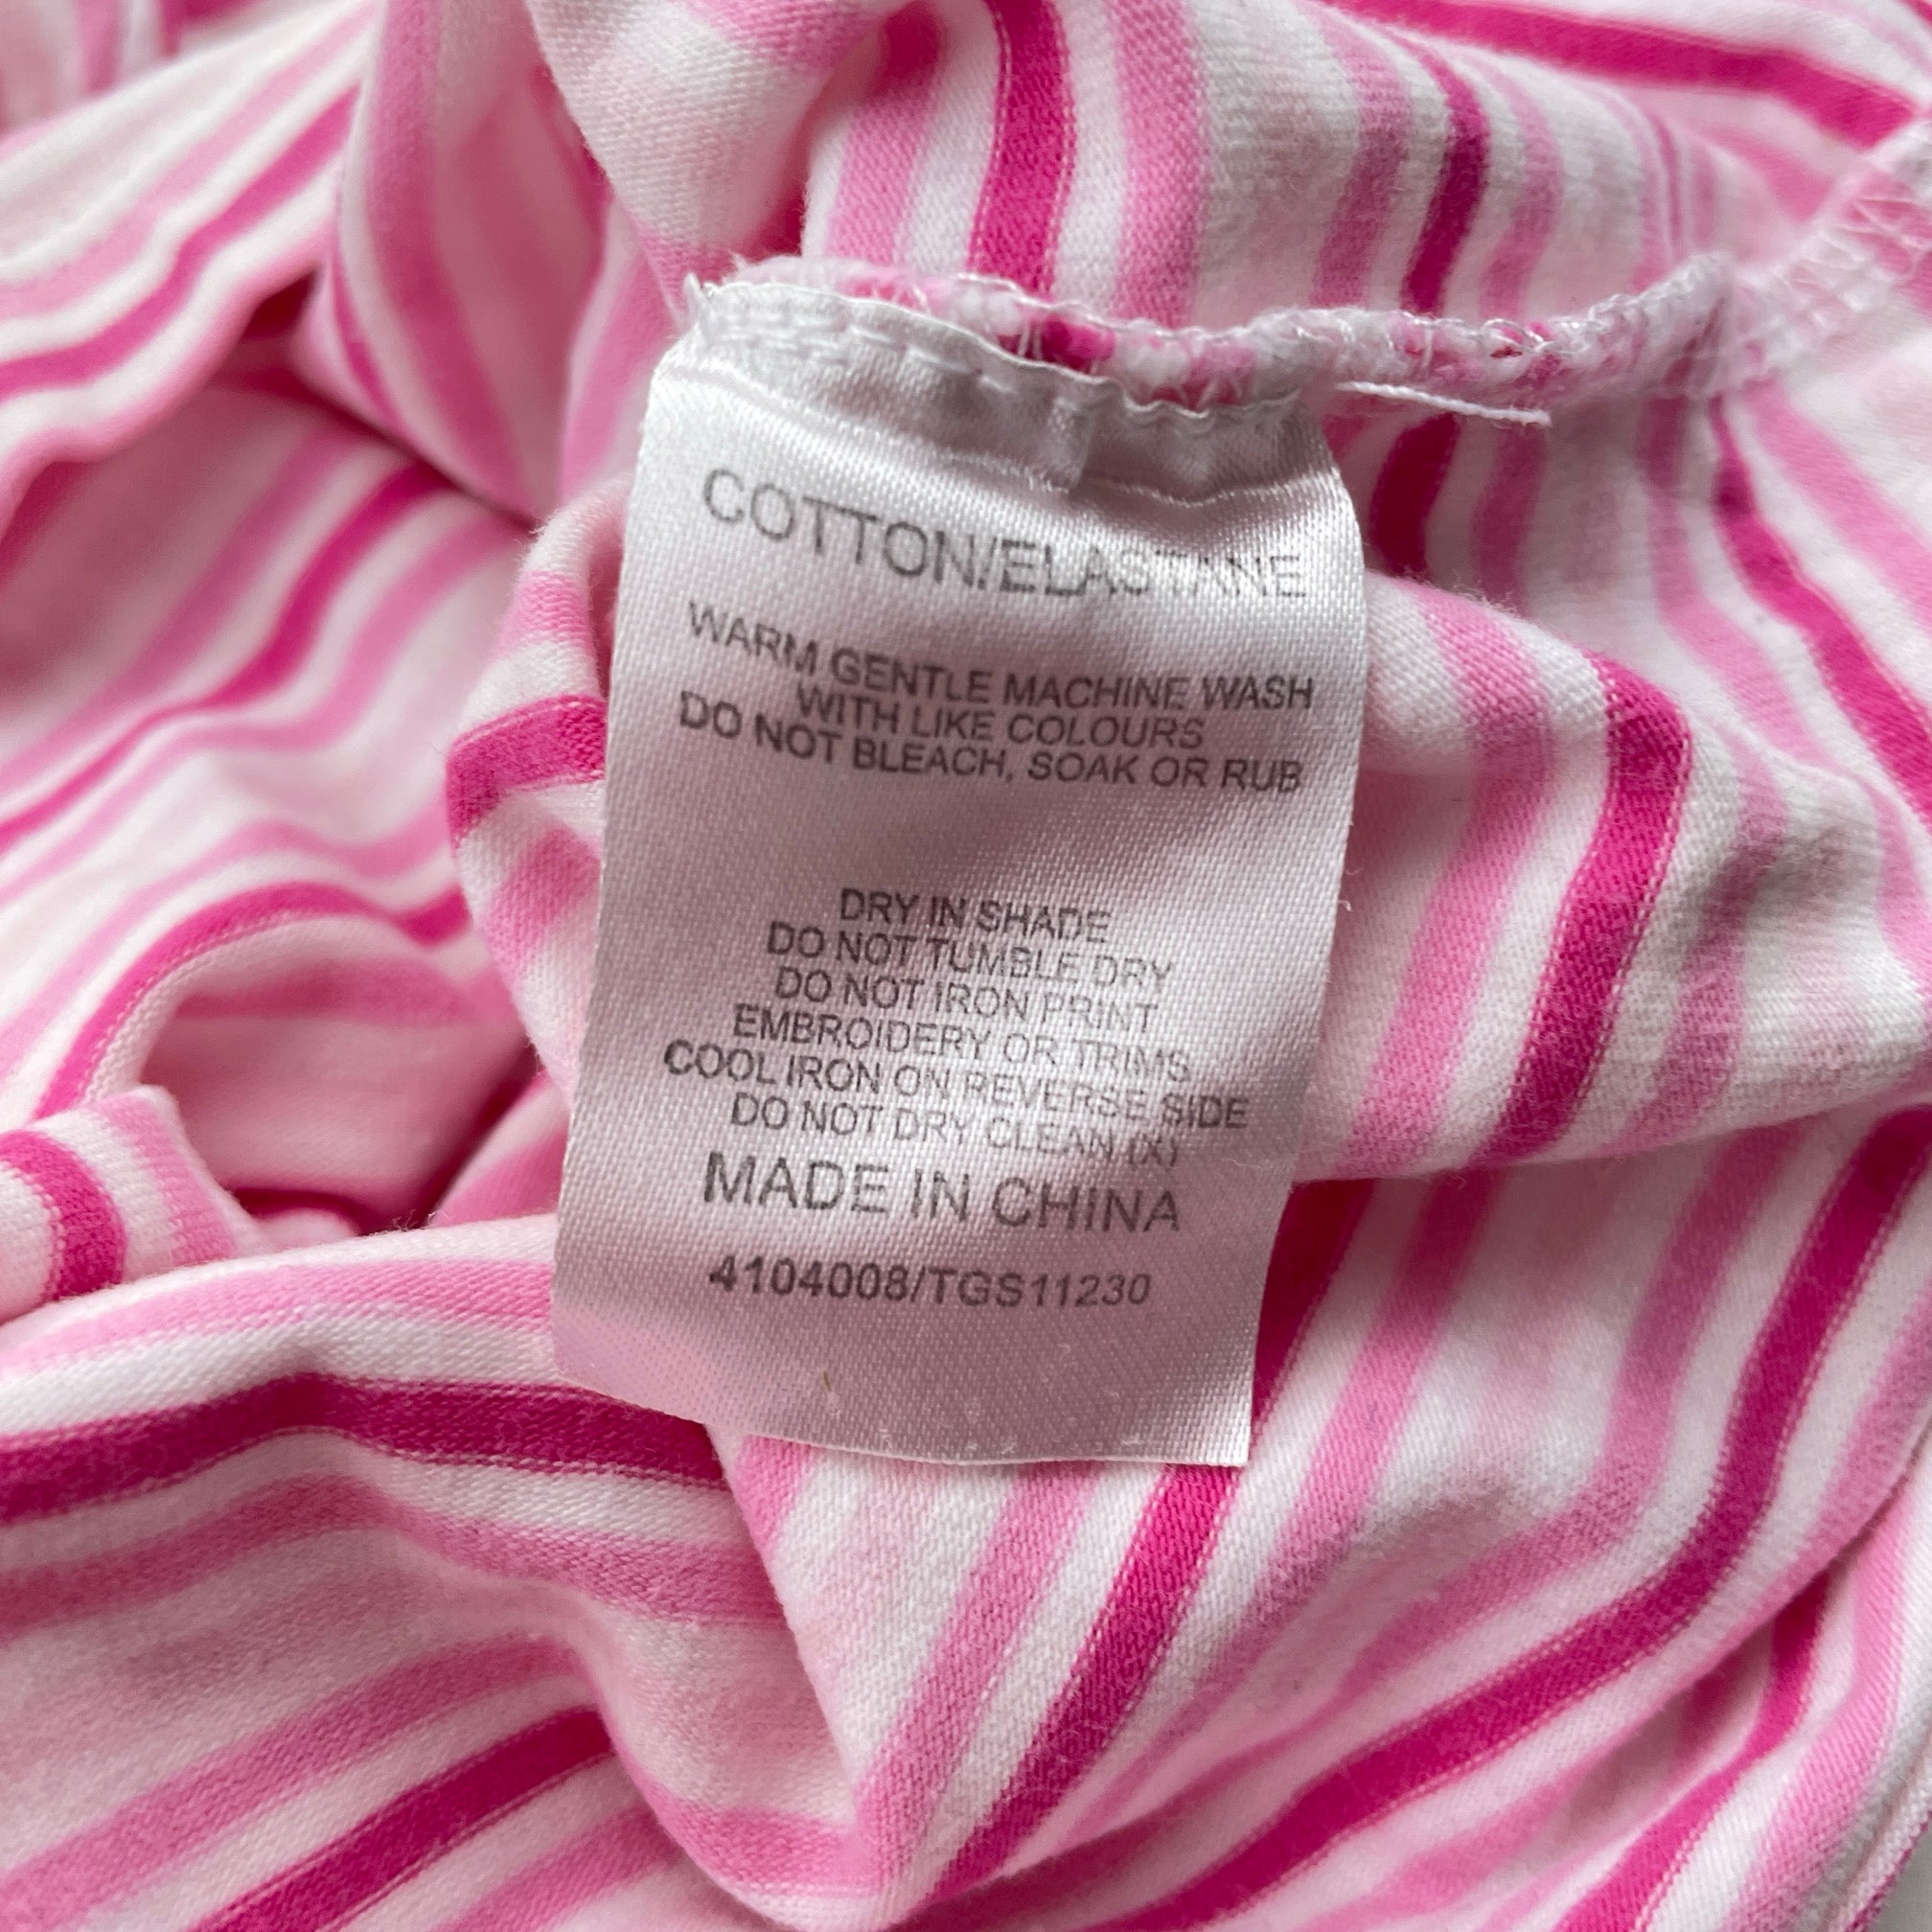 COTTON/ELASTANE
WARM GENTLE MACHINE WASH
WITH LIKE COLOURS
DO NOT BLEACH, SOAK OR RUB
DRY IN SHADE
DO NOT TUMBLE DRY
DO NOT IRON PRINT
EMBROIDERY OR TRIMS
COOL IRON ON REVERSE SIDE
DO NOT DRY CLEAN (X)
MADE IN CHINA
4104008/TGS11230